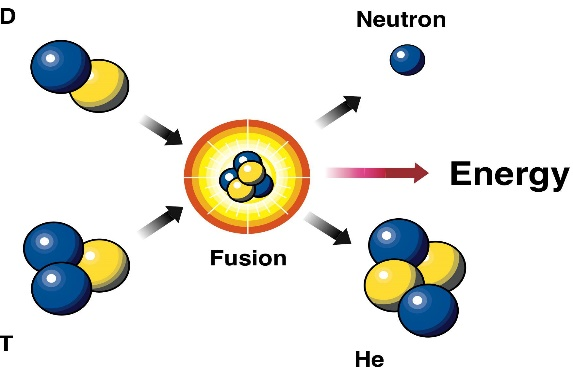 D
Neutron
Energy
Fusion
T
He